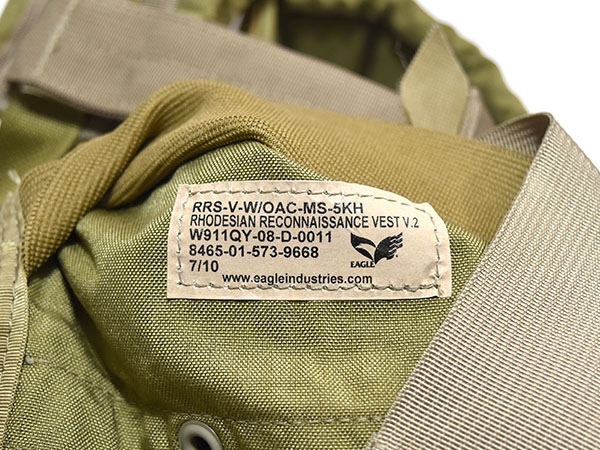 RRS-V-W/OAC-MS-5KH
RHODESIAN RECONNAISSANCE VEST V.2
W911QY-08-D-0011
8465-01-573-9668
EAGLE
7/10
www.eagleindustries.com